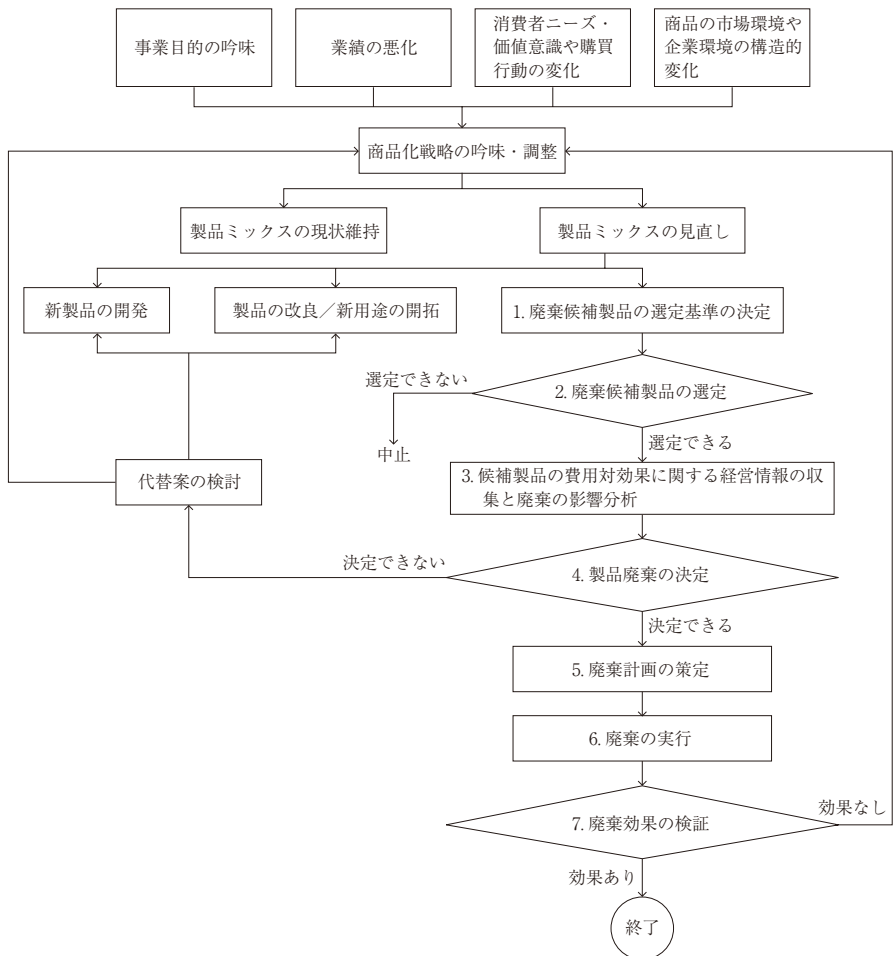 事業目的の吟味
業績の悪化
消費者ニーズ・
価値意識や購買
行動の変化
商品の市場環境や
企業環境の構造的
変化
商品化戦略の吟味・調整
製品ミックスの現状維持
製品ミックスの見直し
新製品の開発
製品の改良／新用途の開拓
1. 廃棄候補製品の選定基準の決定
選定できない
2. 廃棄候補製品の選定
中止
選定できる
代替案の検討
3. 候補製品の費用対効果に関する経営情報の収
集と廃棄の影響分析
決定できない
4. 製品廃棄の決定
決定できる
5. 廃棄計画の策定
6. 廃棄の実行
効果なし
7. 廃棄効果の検証
効果あり
終了